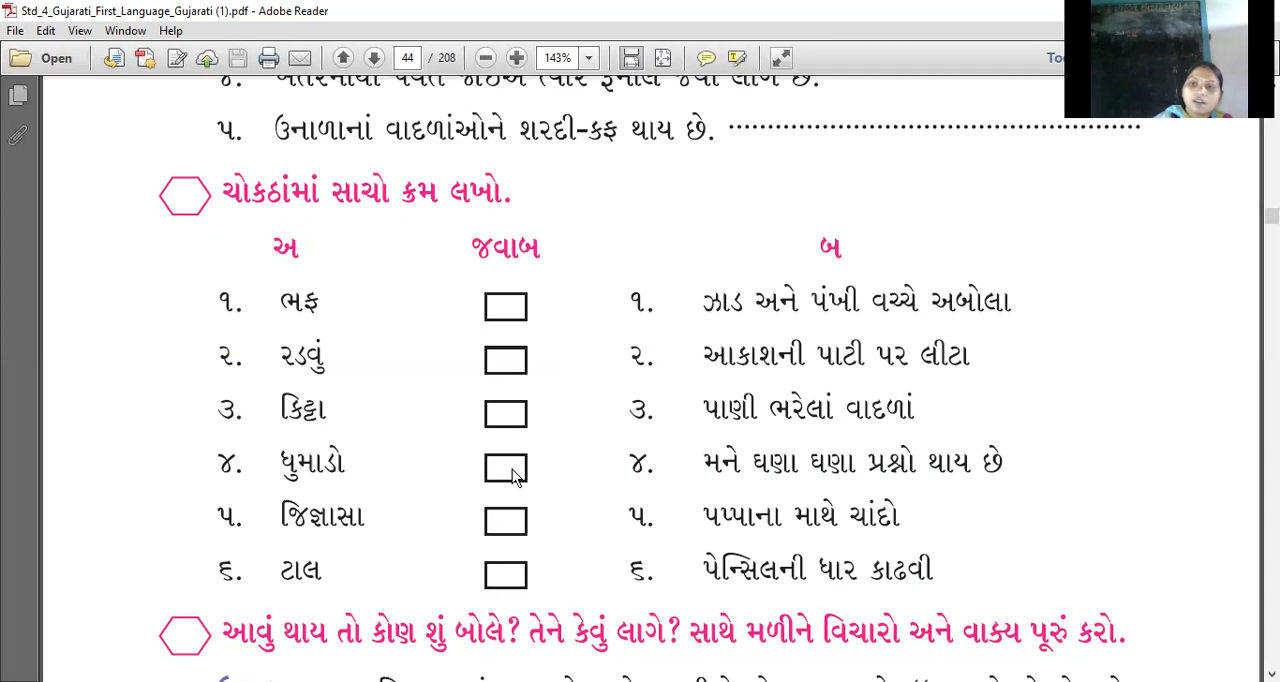 Std_4_Gujarati_First_Language_Gujarati (1).pdf - Adobe Reader
File Edit View Window Help
Open 44 / 208 143%
૫. ઉનાળાનાં વાદળાંઓને શરદી-કફ થાય છે. ....................................................
ચોકઠાંમાં સાચો ક્રમ લખો.
અ જવાબ બ
૧. ભફ ૧. ઝાડ અને પંખી વચ્ચે અબોલા
૨. રડવું ૨. આકાશની પાટી પર લીટા
૩. કિટ્ટા ૩. પાણી ભરેલાં વાદળાં
૪. ધુમાડો ૪. મને ઘણા ઘણા પ્રશ્નો થાય છે
૫. જિજ્ઞાસા ૫. પપ્પાના માથે ચાંદો
૬. ટાલ ૬. પેન્સિલની ધાર કાઢવી
આવું થાય તો કોણ શું બોલે? તેને કેવું લાગે? સાથે મળીને વિચારો અને વાક્ય પૂરું કરો.